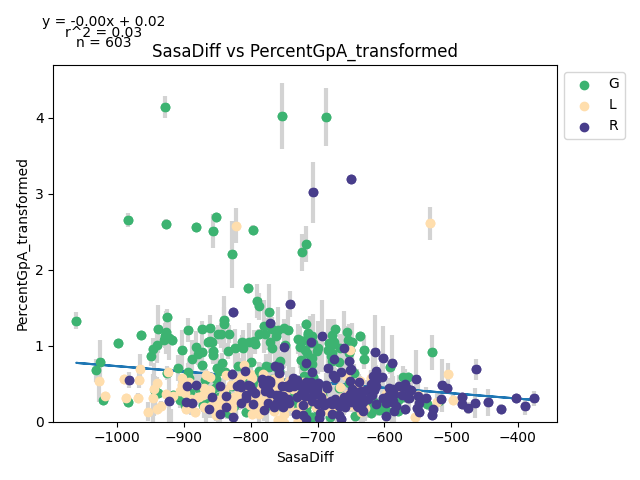 y = -0.00x + 0.02
r^2 = 0.03
n = 603
SasaDiff vs PercentGpA_transformed
G
L
R
PercentGpA_transformed
4
3
2
1
0
−1000 −900 −800 −700 −600 −500 −400
SasaDiff